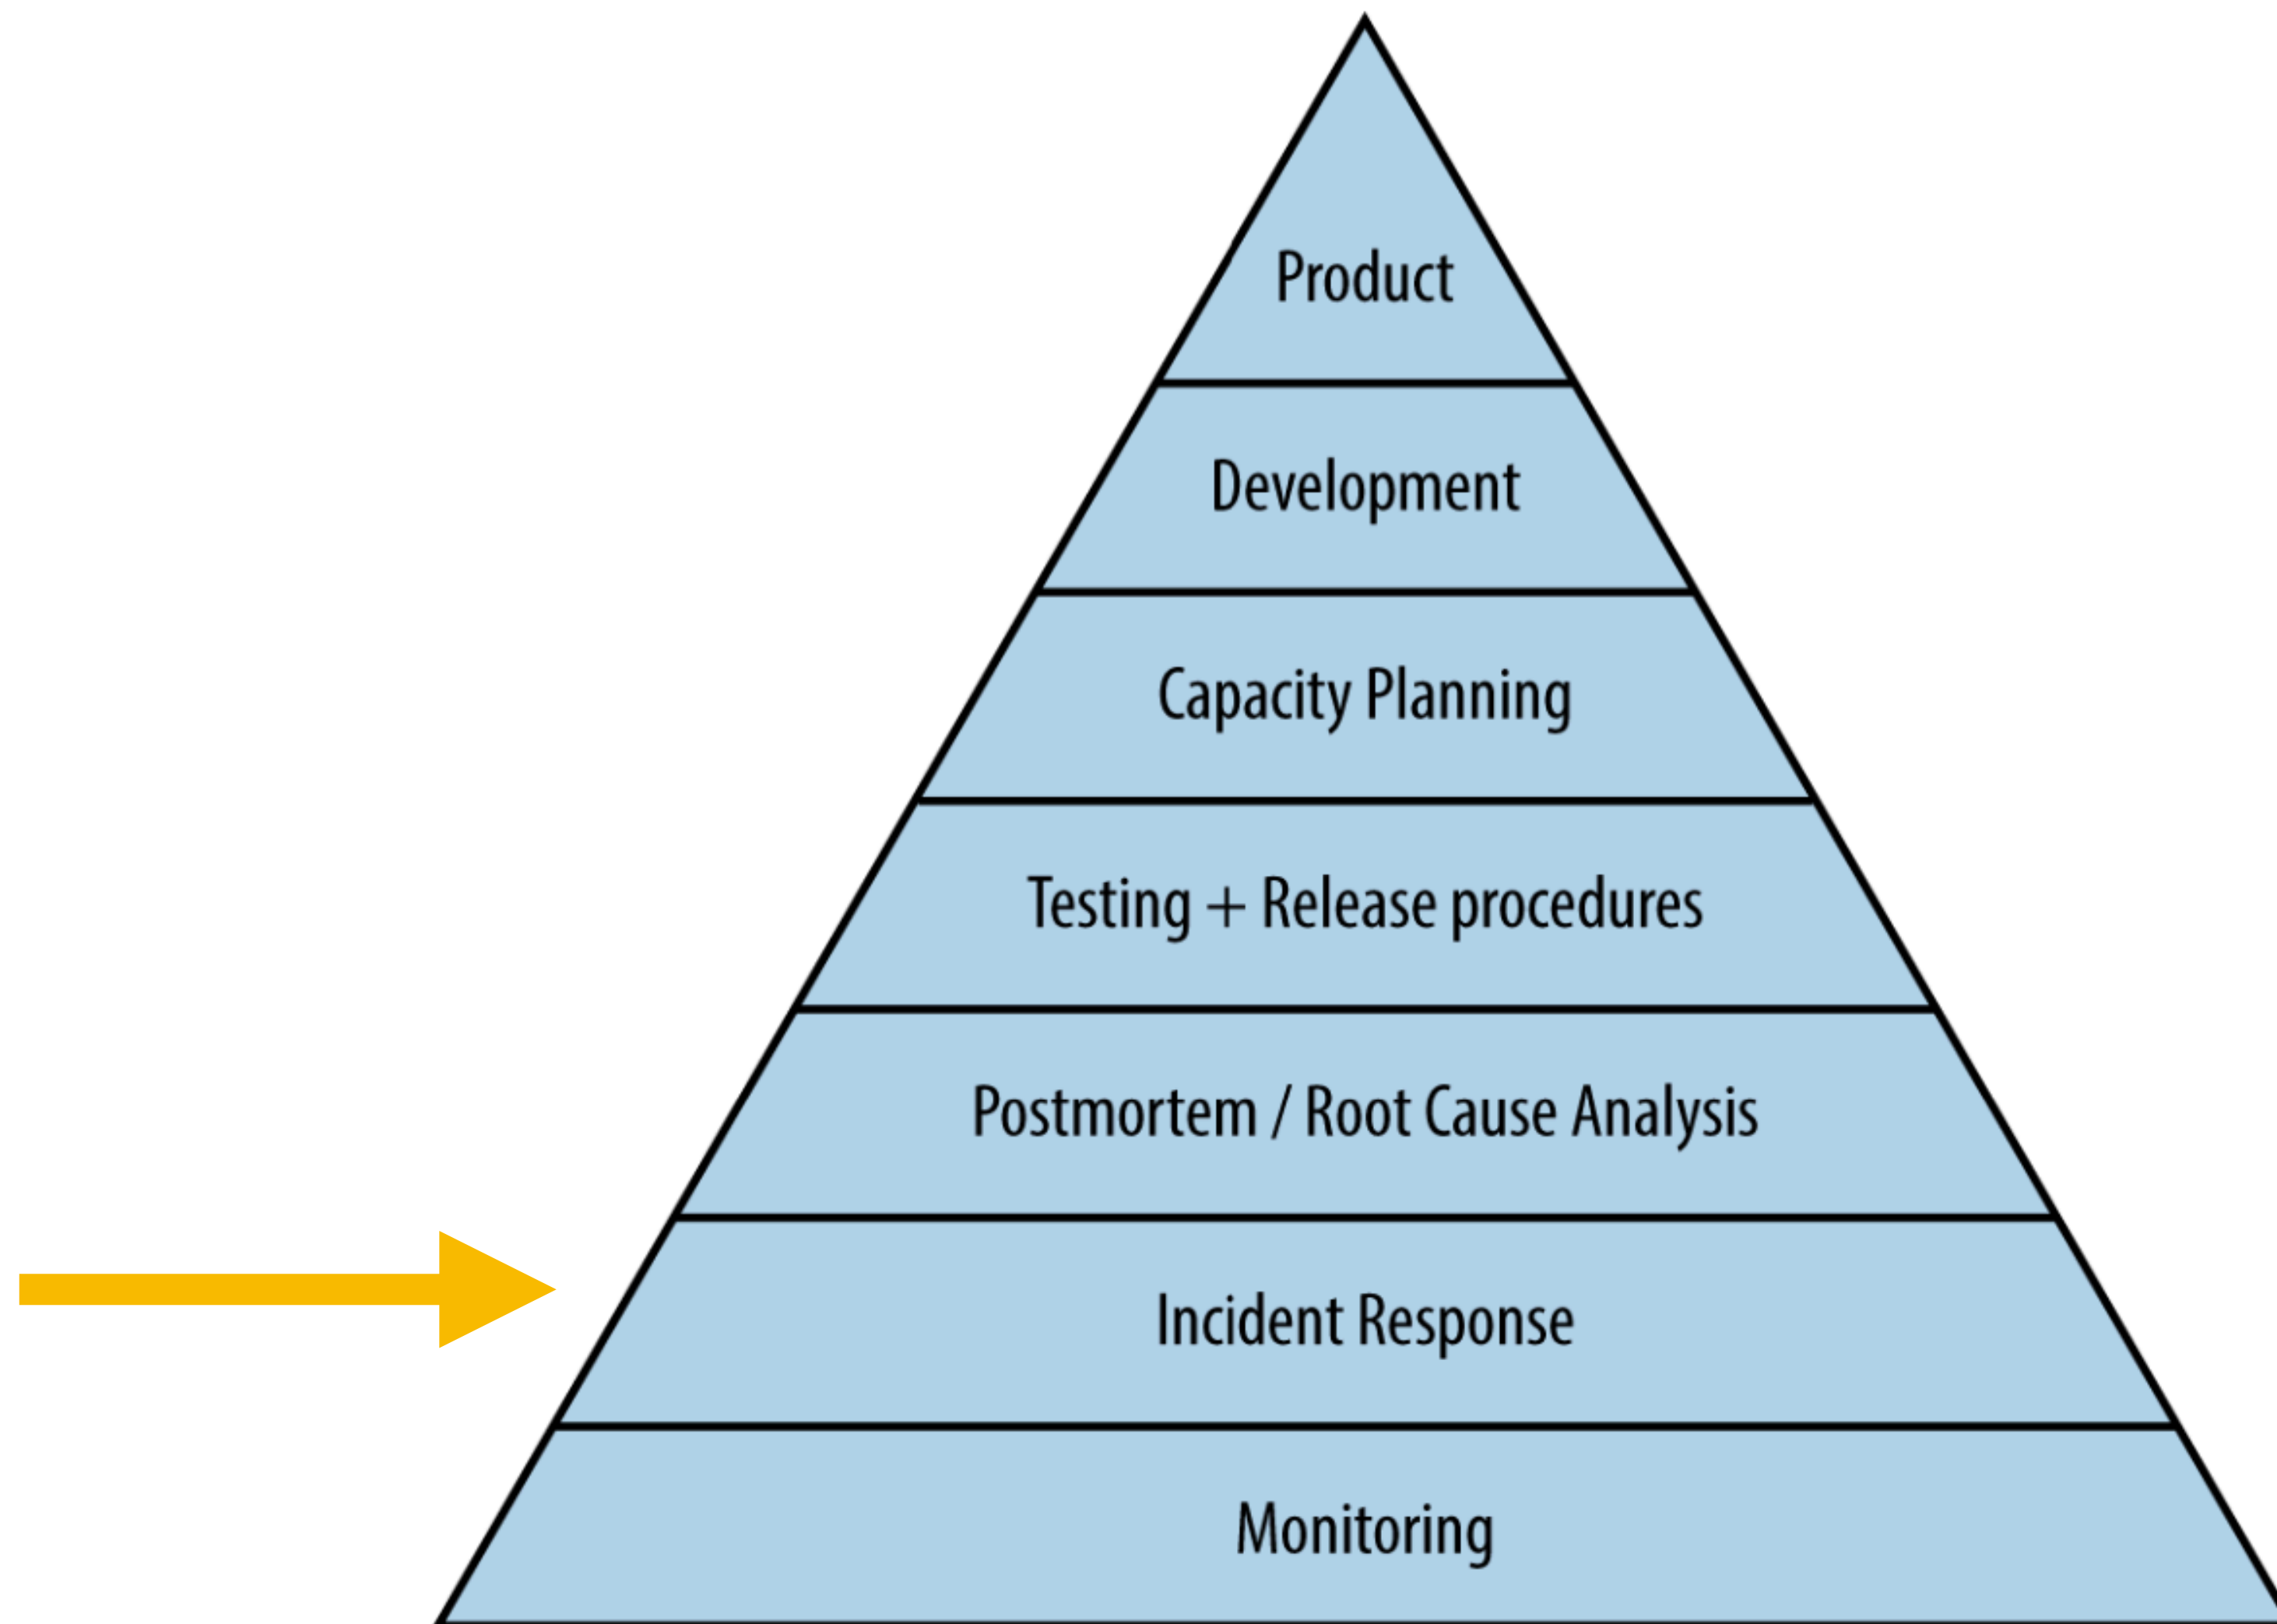 Product
Development
Capacity Planning
Testing + Release procedures
Postmortem / Root Cause Analysis
Incident Response
Monitoring